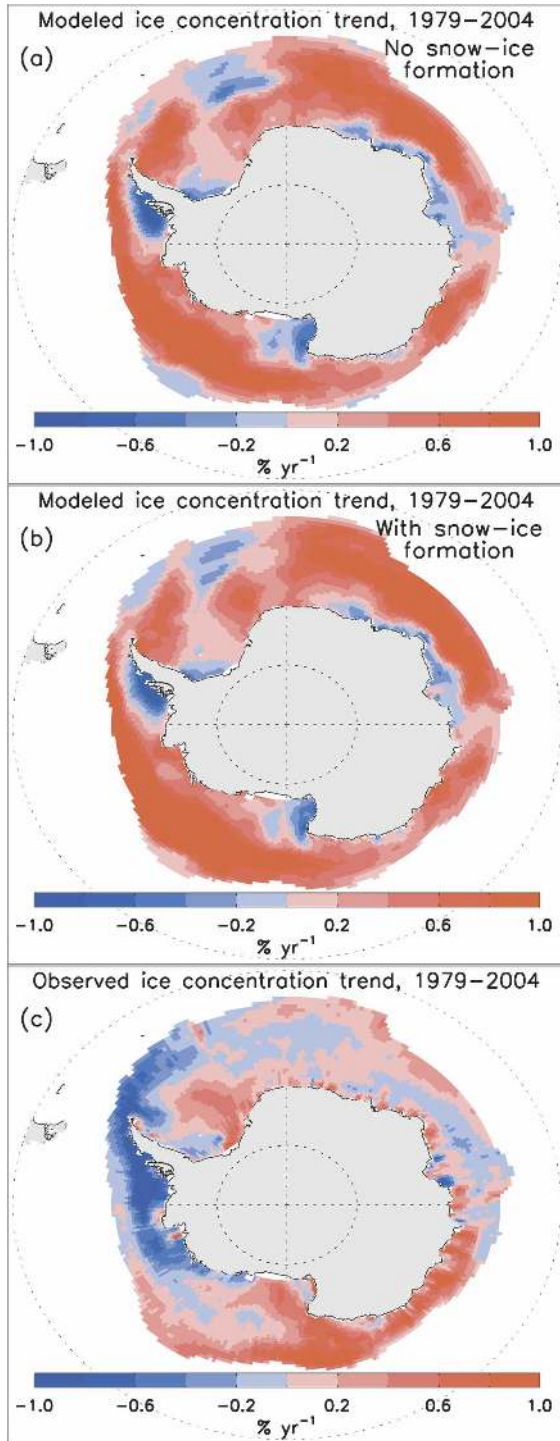 Modeled ice concentration trend, 1979–2004
(a)
No snow–ice
formation
−1.0 −0.6 −0.2 0.2 0.6 1.0
% yr⁻¹
Modeled ice concentration trend, 1979–2004
(b)
With snow–ice
formation
−1.0 −0.6 −0.2 0.2 0.6 1.0
% yr⁻¹
Observed ice concentration trend, 1979–2004
(c)
−1.0 −0.6 −0.2 0.2 0.6 1.0
% yr⁻¹